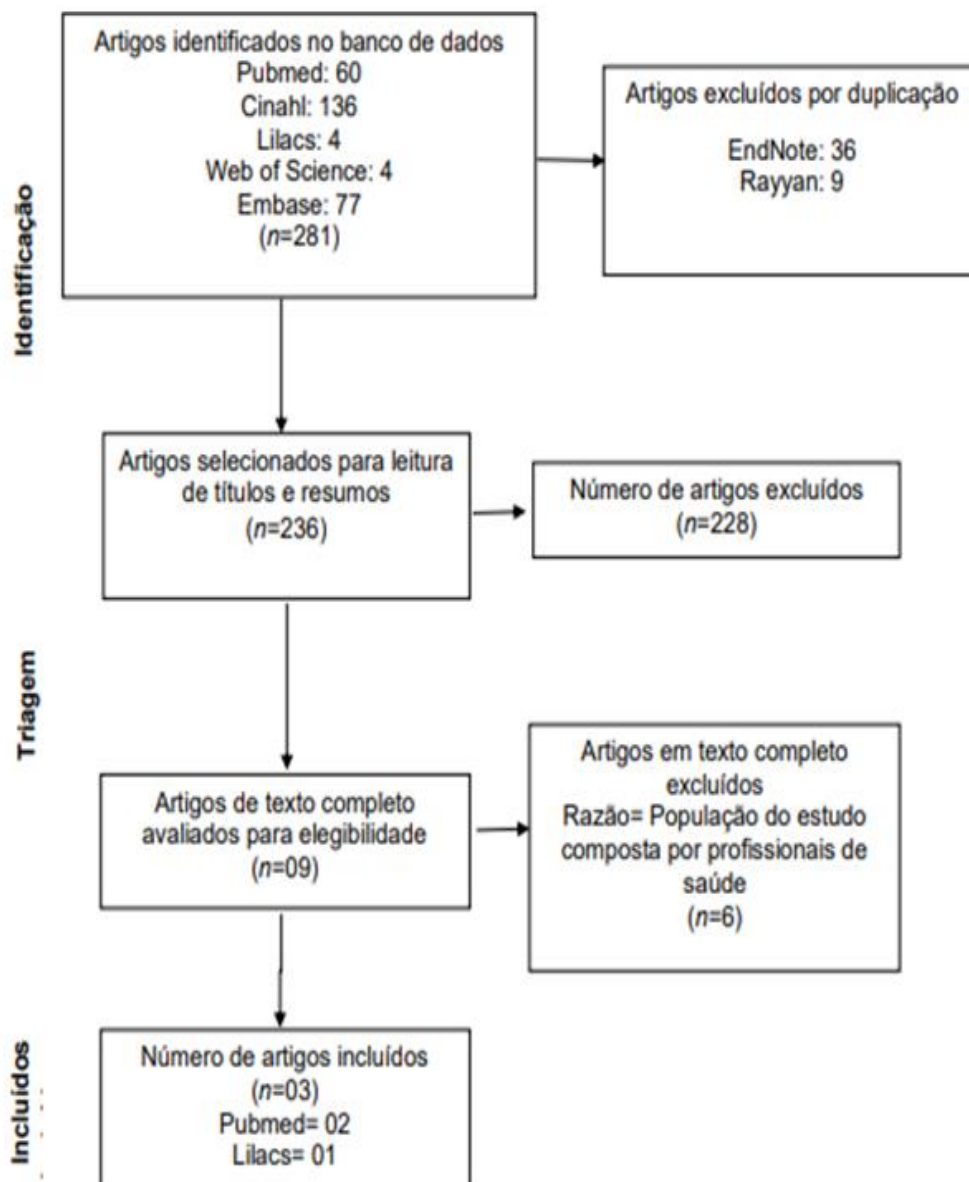 Artigos identificados no banco de dados
Pubmed: 60
Cinahl: 136
Lilacs: 4
Web of Science: 4
Embase: 77
(n=281)
Artigos excluídos por duplicação
EndNote: 36
Rayyan: 9
Identificação
Artigos selecionados para leitura
de títulos e resumos
(n=236)
Número de artigos excluídos
(n=228)
Triagem
Artigos de texto completo
avaliados para elegibilidade
(n=09)
Artigos em texto completo
excluídos
Razão= População do estudo
composta por profissionais de
saúde
(n=6)
Incluídos
Número de artigos incluídos
(n=03)
Pubmed= 02
Lilacs= 01